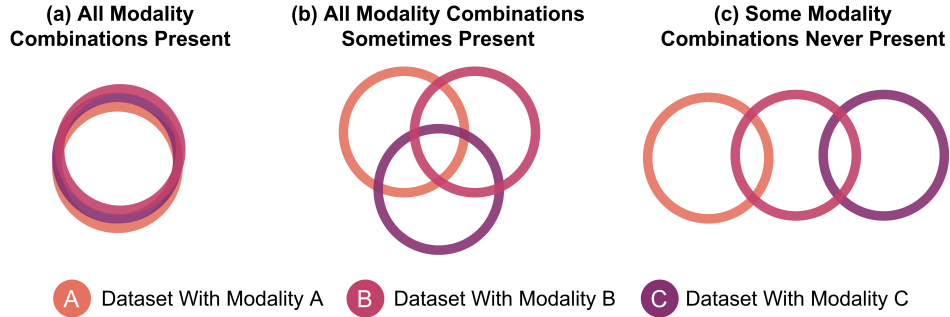 (a) All Modality
Combinations Present
(b) All Modality Combinations
Sometimes Present
(c) Some Modality
Combinations Never Present
A Dataset With Modality A
B Dataset With Modality B
C Dataset With Modality C